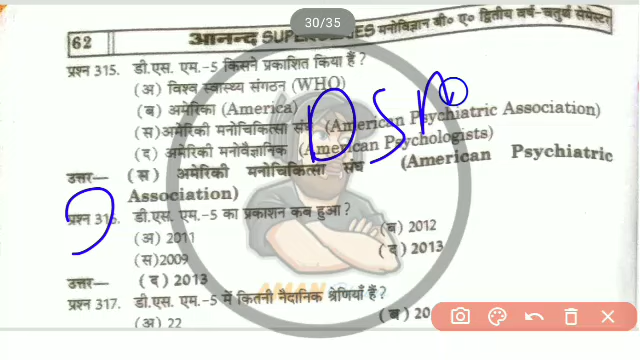 30/35
62 आनन्द SUPER SERIES मनोविज्ञान बी० ए० द्वितीय वर्ष- चतुर्थ सेमेस्टर
प्रश्न 315. डी.एस. एम.-5 किसने प्रकाशित किया हैं ?
(अ) विश्व स्वास्थ्य संगठन (WHO)
(ब) अमेरिका (America)
(स) अमेरिकी मनोचिकित्सा संघ (American Psychiatric Association)
(द) अमेरिकी मनोवैज्ञानिक (American Psychologists)
उत्तर— (स) अमेरिकी मनोचिकित्सा संघ (American Psychiatric
Association)
DSM
प्रश्न 316. डी.एस. एम.-5 का प्रकाशन कब हुआ ?
(अ) 2011 (ब) 2012
(स)2009 (द) 2013
उत्तर— (द) 2013
प्रश्न 317. डी.एस. एम.-5 में कितनी नैदानिक श्रेणियाँ हैं ?
(अ) 22 (ब) 20